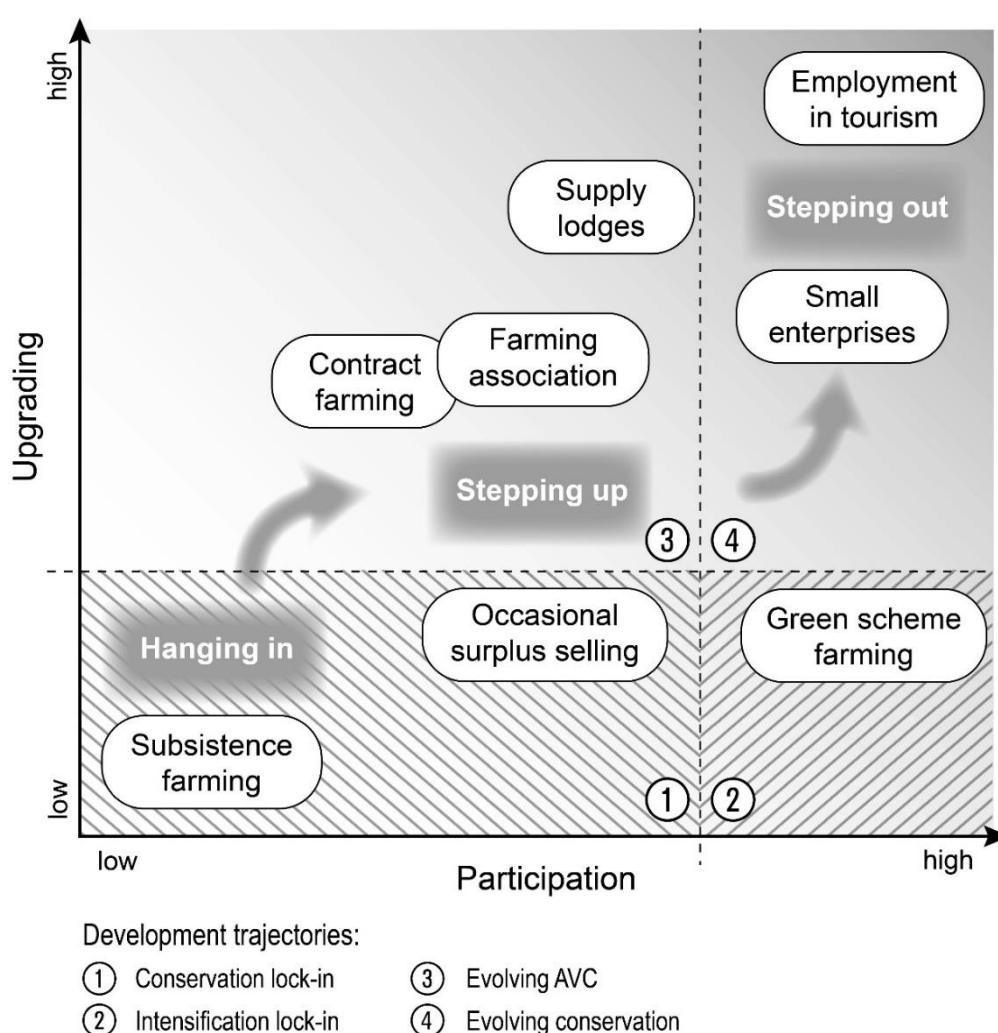 high
Employment
in tourism
Supply
lodges
Stepping out
Small
enterprises
Farming
association
Contract
farming
Upgrading
Stepping up
③ ④
Hanging in
Occasional
surplus selling
Green scheme
farming
Subsistence
farming
low
① ②
low
high
Participation
Development trajectories:
① Conservation lock-in
② Intensification lock-in
③ Evolving AVC
④ Evolving conservation